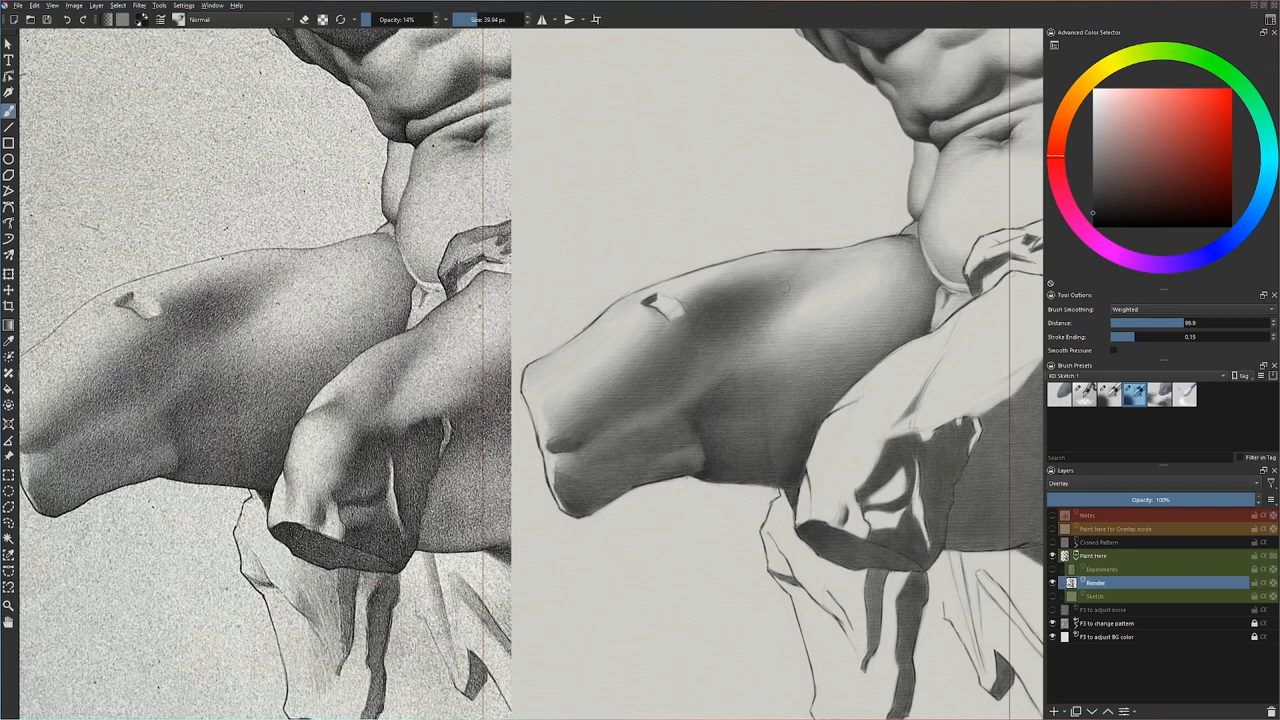 File Edit View Image Layer Select Filter Tools Settings Window Help
Normal Opacity: 14% Size: 39.94 px
Advanced Color Selector
Tool Options
Brush Smoothing: Weighted
Distance: 99.9
Stroke Ending: 0.15
Smooth Pressure:
Brush Presets
KD Sketch 1 Tag
Search Filter in Tag
Layers
Overlay
Opacity: 100%
Notes
Paint here for Overlay mode
Cloned Pattern
Paint Here
Experiments
Render
Sketch
F3 to adjust noise
F3 to change pattern
F3 to adjust BG color